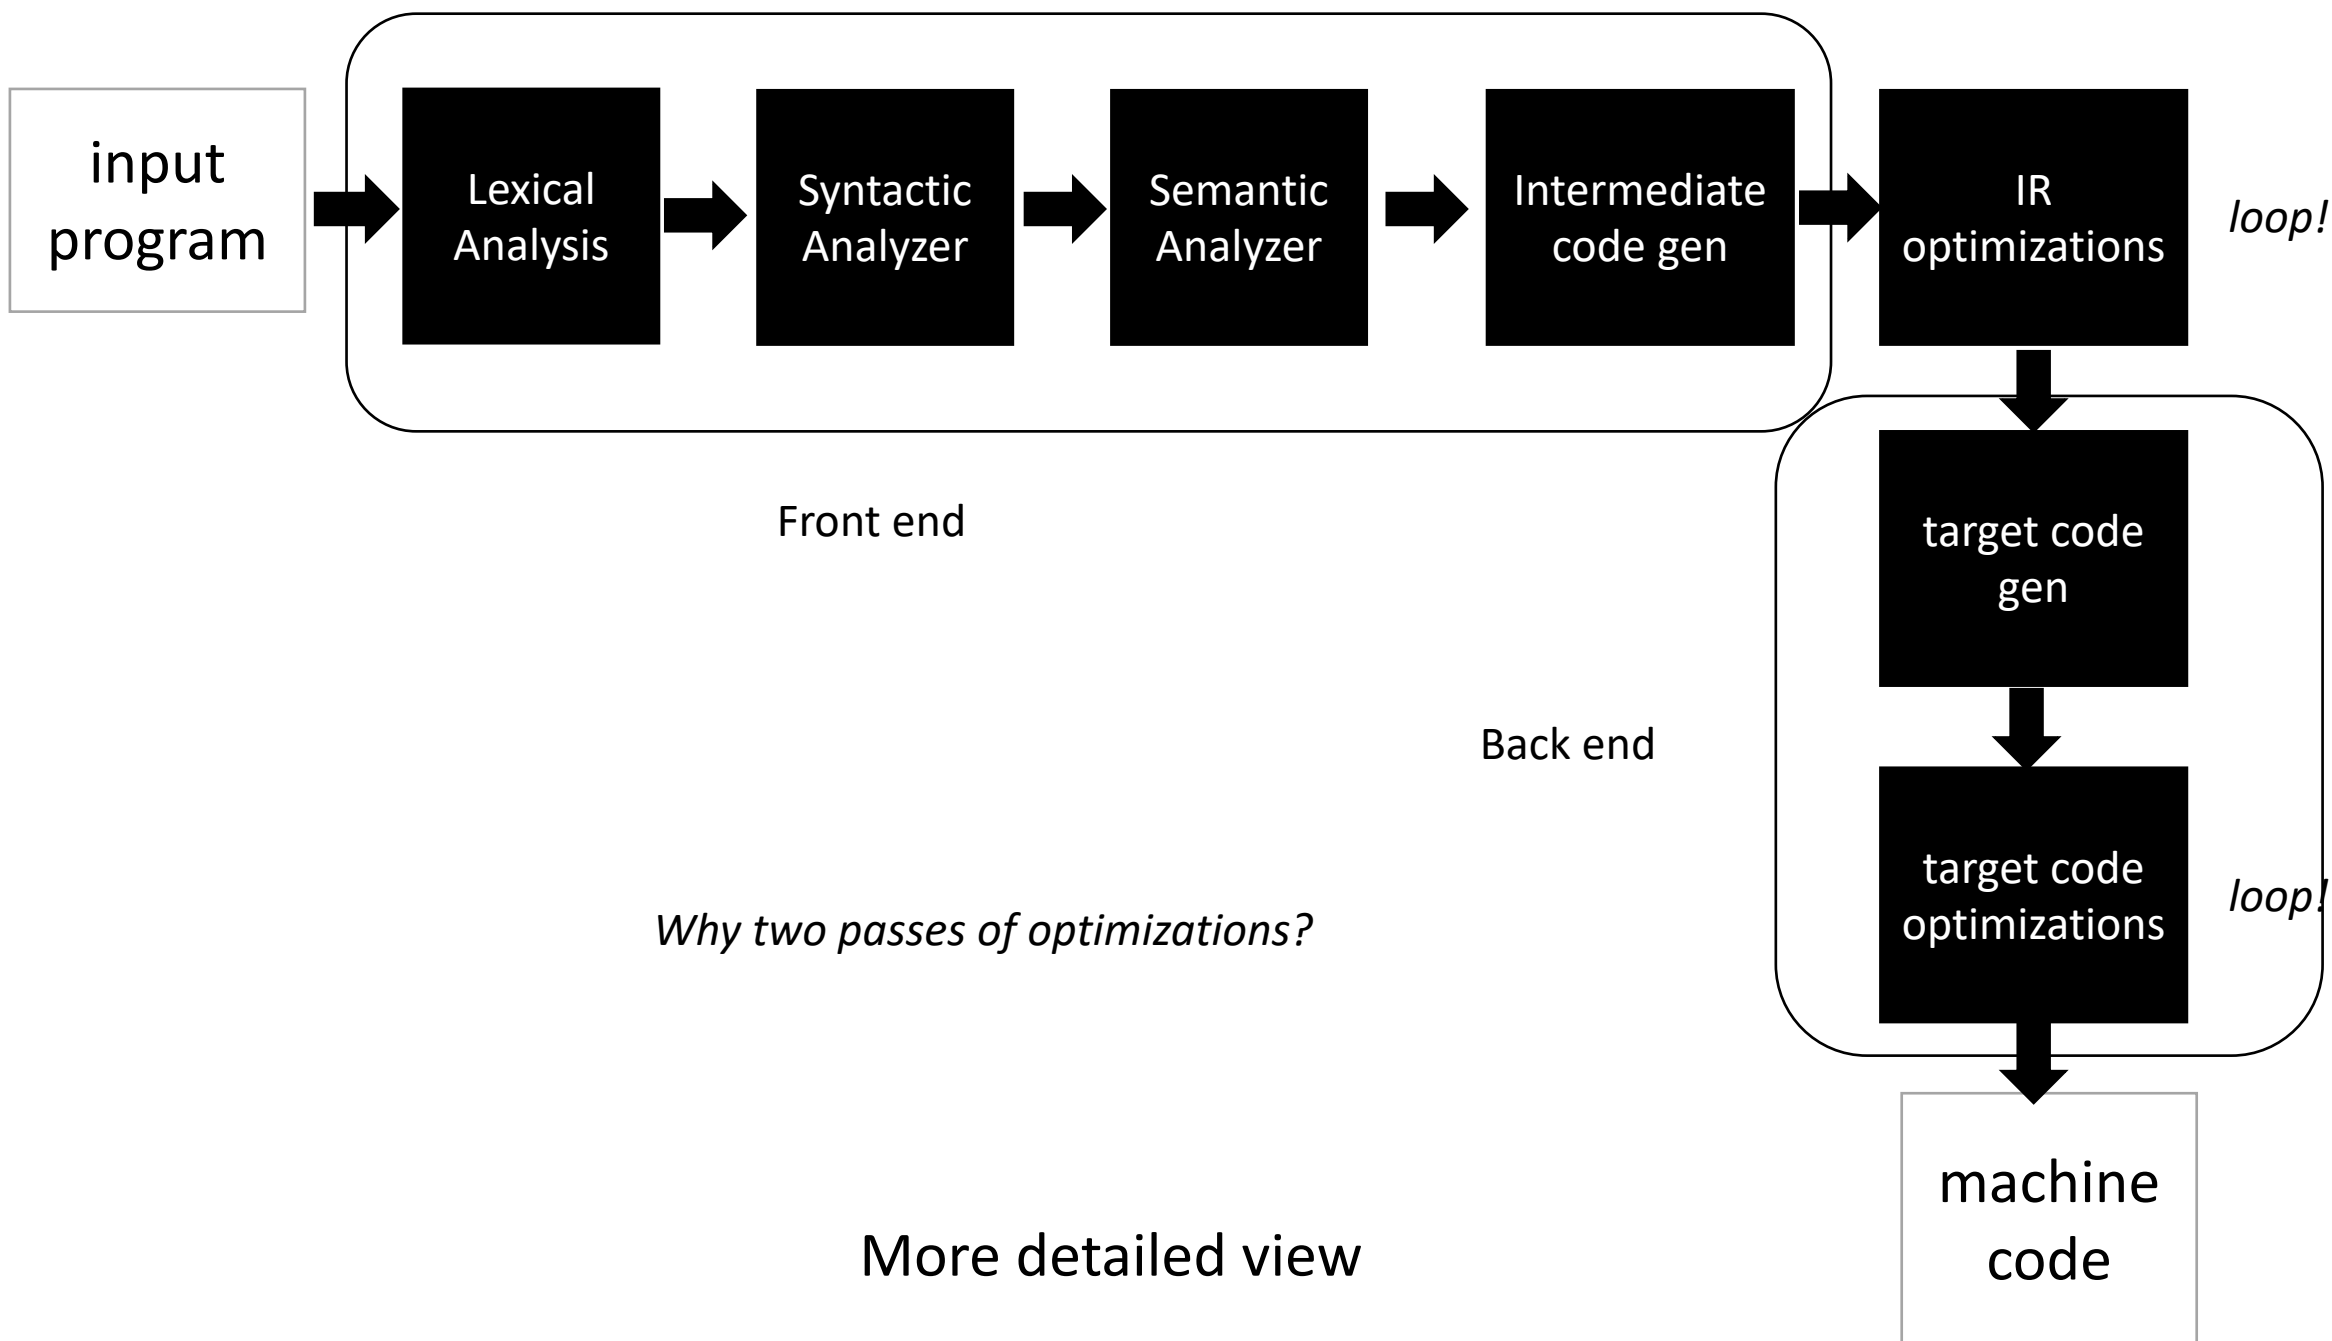 input
program
Lexical
Analysis
Syntactic
Analyzer
Semantic
Analyzer
Intermediate
code gen
IR
optimizations
loop!
Front end
target code
gen
Back end
target code
optimizations
loop!
Why two passes of optimizations?
machine
code
More detailed view